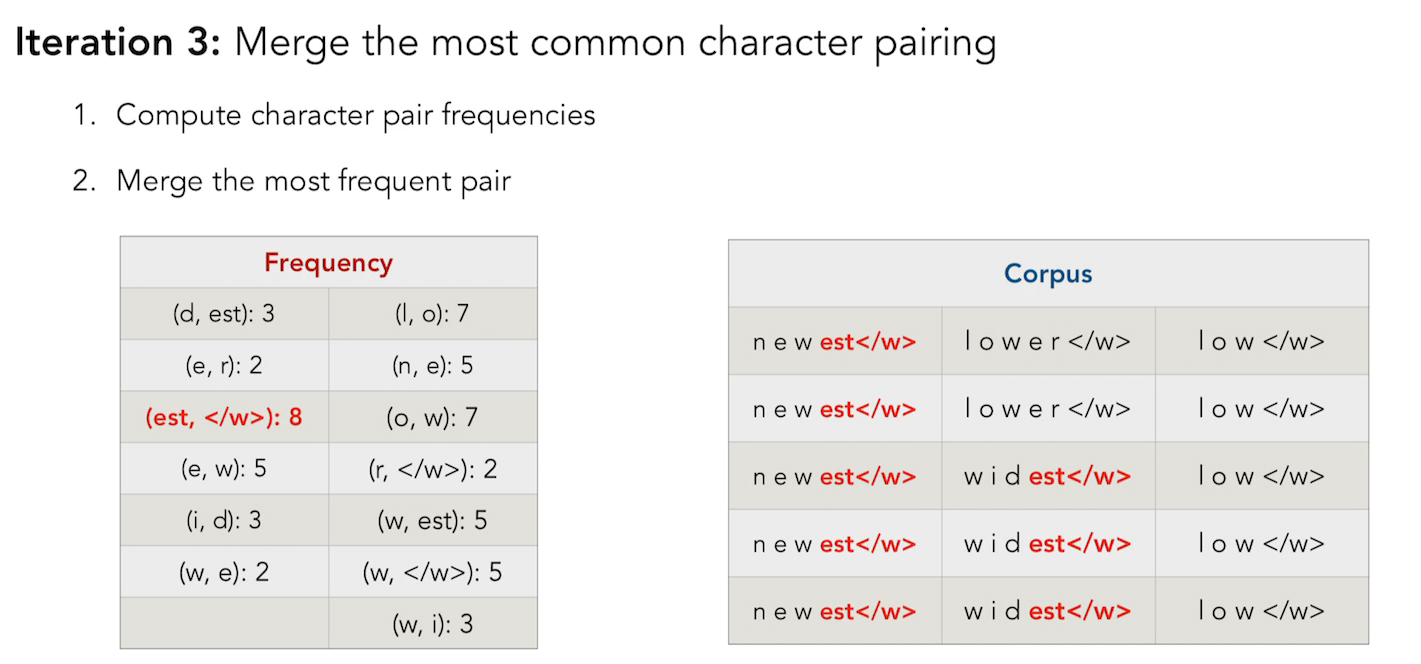 Iteration 3: Merge the most common character pairing
1. Compute character pair frequencies
2. Merge the most frequent pair
Frequency
(d, est): 3 (l, o): 7
(e, r): 2 (n, e): 5
(est, </w>): 8 (o, w): 7
(e, w): 5 (r, </w>): 2
(i, d): 3 (w, est): 5
(w, e): 2 (w, </w>): 5
(w, i): 3
Corpus
n e w est</w> l o w e r </w> l o w </w>
n e w est</w> l o w e r </w> l o w </w>
n e w est</w> w i d est</w> l o w </w>
n e w est</w> w i d est</w> l o w </w>
n e w est</w> w i d est</w> l o w </w>